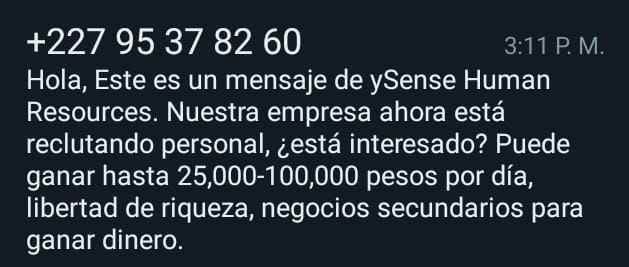 +227 95 37 82 60
3:11 P. M.
Hola, Este es un mensaje de ySense Human
Resources. Nuestra empresa ahora está
reclutando personal, ¿está interesado? Puede
ganar hasta 25,000-100,000 pesos por día,
libertad de riqueza, negocios secundarios para
ganar dinero.